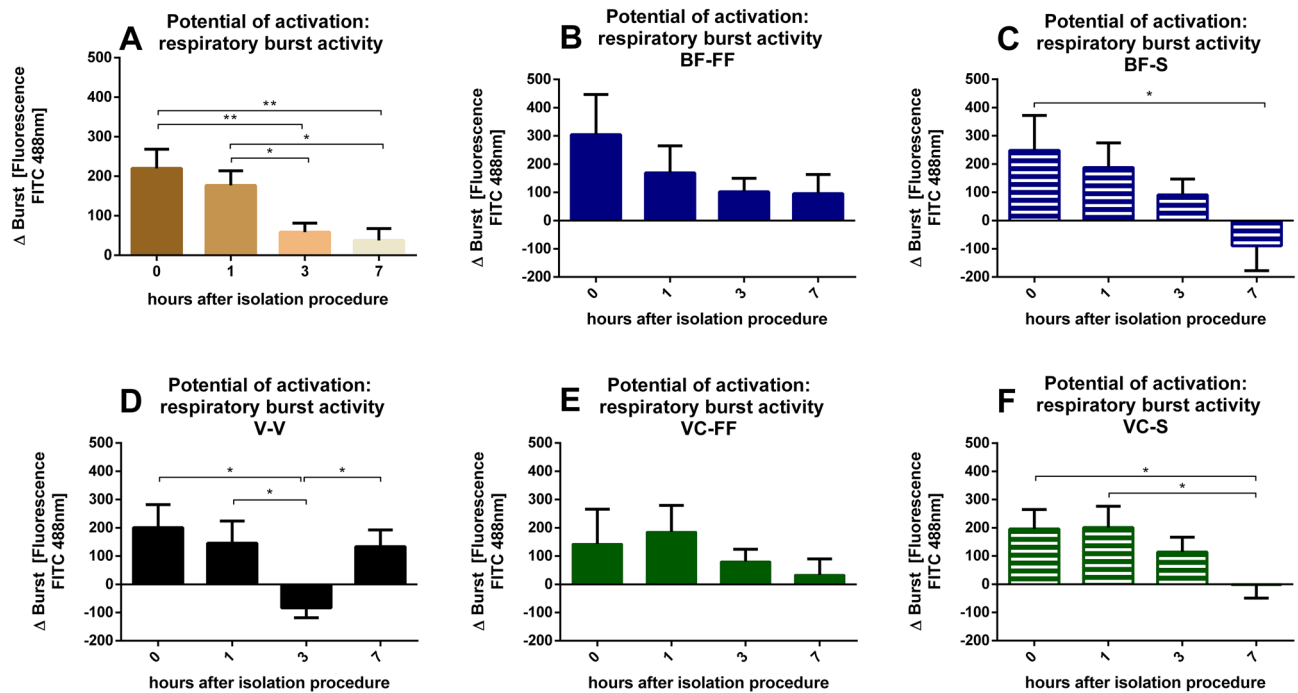 A
Potential of activation:
respiratory burst activity
Δ Burst [Fluorescence
FITC 488nm]
500
400
300
200
100
0
**
**
*
*
0 1 3 7
hours after isolation procedure
B
Potential of activation:
respiratory burst activity
BF-FF
Δ Burst [Fluorescence
FITC 488nm]
500
400
300
200
100
0
-100
-200
0 1 3 7
hours after isolation procedure
C
Potential of activation:
respiratory burst activity
BF-S
Δ Burst [Fluorescence
FITC 488nm]
500
400
300
200
100
0
-100
-200
*
0 1 3 7
hours after isolation procedure
D
Potential of activation:
respiratory burst activity
V-V
Δ Burst [Fluorescence
FITC 488nm]
500
400
300
200
100
0
-100
-200
* *
*
0 1 3 7
hours after isolation procedure
E
Potential of activation:
respiratory burst activity
VC-FF
Δ Burst [Fluorescence
FITC 488nm]
500
400
300
200
100
0
-100
-200
0 1 3 7
hours after isolation procedure
F
Potential of activation:
respiratory burst activity
VC-S
Δ Burst [Fluorescence
FITC 488nm]
500
400
300
200
100
0
-100
-200
*
*
0 1 3 7
hours after isolation procedure